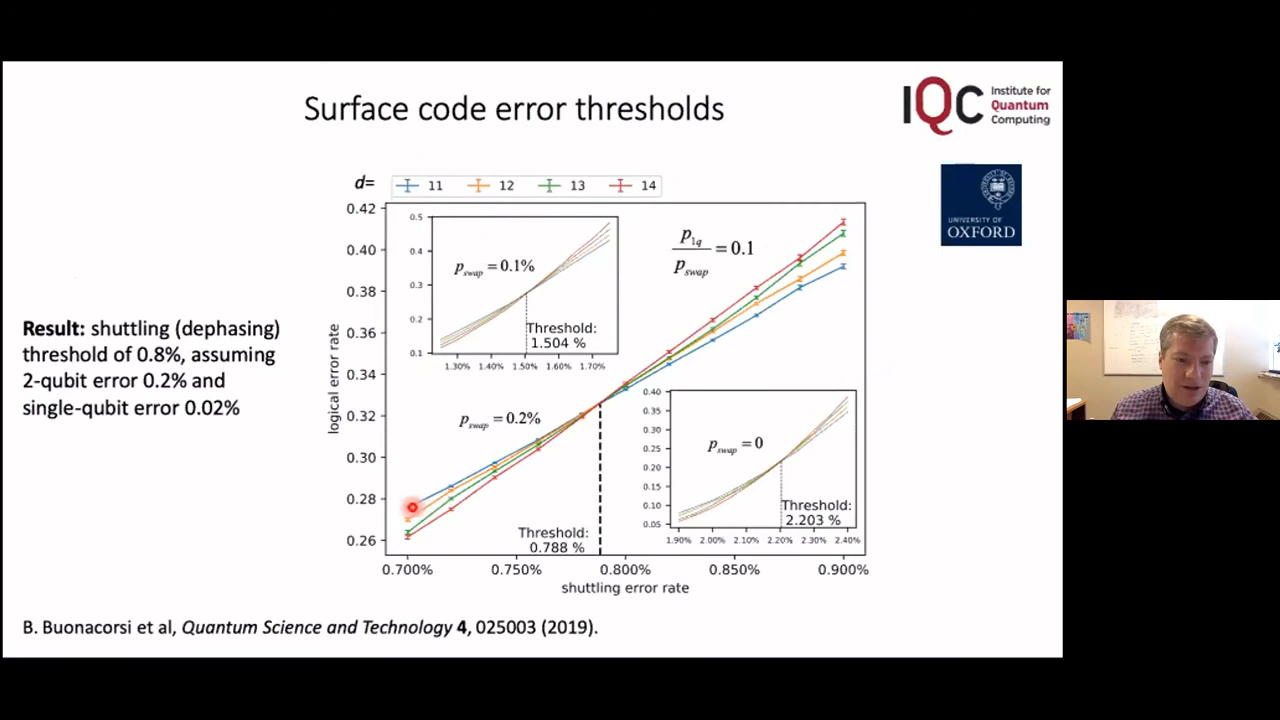 Surface code error thresholds
IQC
Institute for
Quantum
Computing
UNIVERSITY OF
OXFORD
d=
11
12
13
14
0.42
0.40
0.38
0.36
0.34
0.32
0.30
0.28
0.26
logical error rate
0.5
0.4
0.3
0.2
0.1
p_swap = 0.1%
Threshold:
1.504 %
1.30% 1.40% 1.50% 1.60% 1.70%
p_1q / p_swap = 0.1
p_swap = 0.2%
0.40
0.35
0.30
0.25
0.20
0.15
0.10
0.05
p_swap = 0
Threshold:
2.203 %
1.90% 2.00% 2.10% 2.20% 2.30% 2.40%
Threshold:
0.788 %
0.700% 0.750% 0.800% 0.850% 0.900%
shuttling error rate
Result: shuttling (dephasing)
threshold of 0.8%, assuming
2-qubit error 0.2% and
single-qubit error 0.02%
B. Buonacorsi et al, Quantum Science and Technology 4, 025003 (2019).